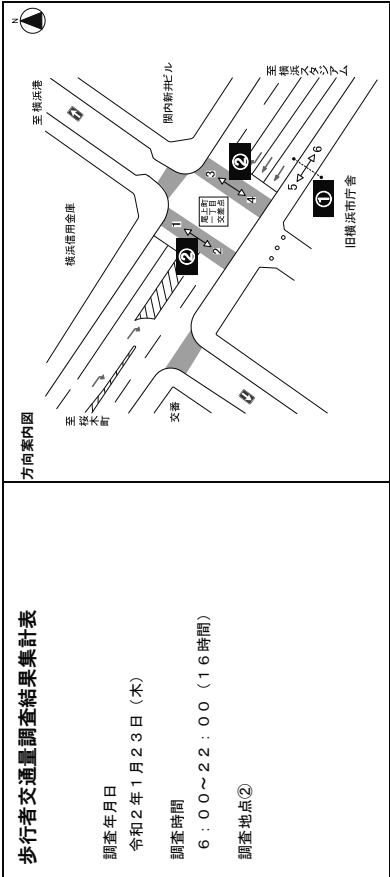 歩行者交通量調査結果集計表
調査年月日
令和２年１月２３日（木）
調査時間
６：００～２２：００（１６時間）
調査地点②
方向案内図
至桜木町
交番
横浜信用金庫
至横浜港
関内新井ビル
至横浜スタジアム
旧横浜市庁舎
尾上町
一丁目
交差点
②
1
2
②
3
4
①
5
6